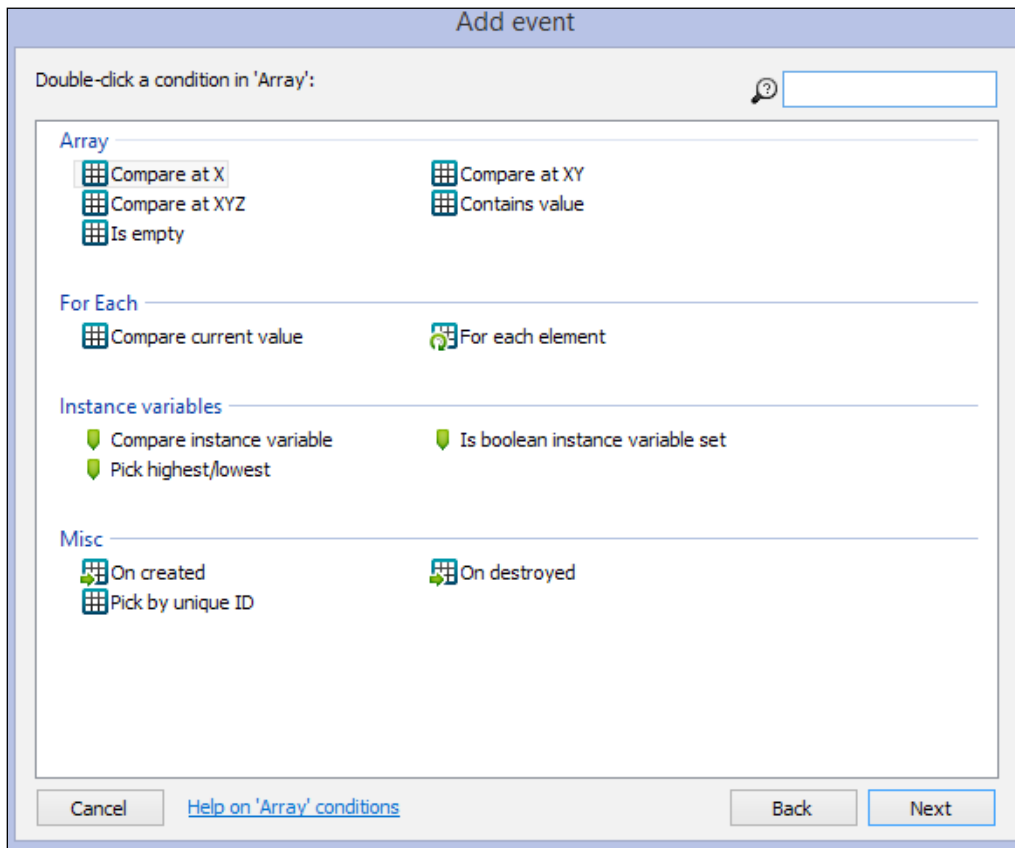 Add event
Double-click a condition in 'Array':
Array
Compare at X Compare at XY
Compare at XYZ Contains value
Is empty
For Each
Compare current value For each element
Instance variables
Compare instance variable Is boolean instance variable set
Pick highest/lowest
Misc
On created On destroyed
Pick by unique ID
Cancel Help on 'Array' conditions Back Next